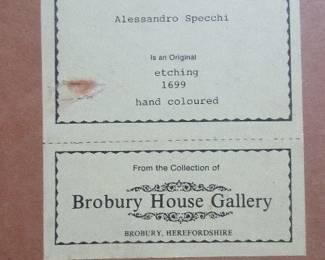 Alessandro Specchi
Is an Original
etching
1699
hand coloured
From the Collection of
Brobury House Gallery
BROBURY, HEREFORDSHIRE